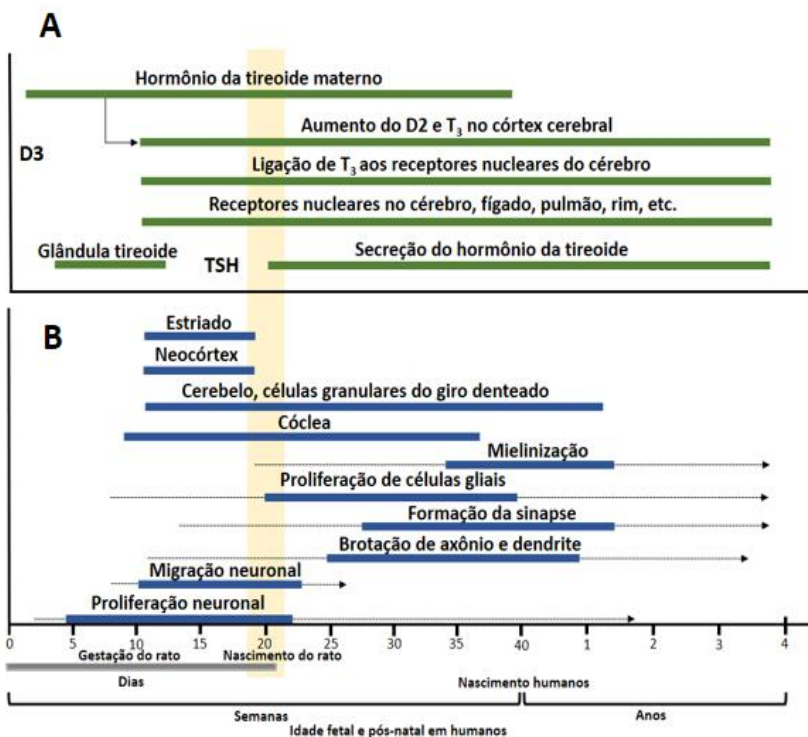 A
Hormônio da tireoide materno
Aumento do D2 e T₃ no córtex cerebral
D3
Ligação de T₃ aos receptores nucleares do cérebro
Receptores nucleares no cérebro, fígado, pulmão, rim, etc.
Glândula tireoide TSH Secreção do hormônio da tireoide
B
Estriado
Neocórtex
Cerebelo, células granulares do giro denteado
Cóclea
Mielinização
Proliferação de células gliais
Formação da sinapse
Brotação de axônio e dendrite
Migração neuronal
Proliferação neuronal
0 5 10 15 20 25 30 35 40 1 2 3 4
Gestação do rato Nascimento do rato
Dias Nascimento humanos
Semanas Anos
Idade fetal e pós-natal em humanos